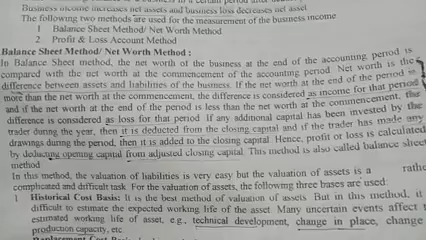 Business income increases net assets and business loss decreases net asset
The following two methods are used for the measurement of the business income
1 Balance Sheet Method/ Net Worth Method
2 Profit & Loss Account Method
Balance Sheet Method/ Net Worth Method :
In Balance Sheet method, the net worth of the business at the end of the accounting period is
compared with the net worth at the commencement of the accounting period. Net worth is the
difference between assets and liabilities of the business. If the net worth at the end of the period is
more than the net worth at the commencement, the difference is considered as income for that period
and if the net worth at the end of the period is less than the net worth at the commencement, the
difference is considered as loss for that period. If any additional capital has been invested by the
trader during the year, then it is deducted from the closing capital and if the trader has made any
drawings during the period, then it is added to the closing capital. Hence, profit or loss is calculated
by deducting opening capital from adjusted closing capital. This method is also called balance sheet
method
In this method, the valuation of liabilities is very easy but the valuation of assets is a rathe
complicated and difficult task. For the valuation of assets, the following three bases are used:
1 Historical Cost Basis: It is the best method of valuation of assets. But in this method, it
difficult to estimate the expected working life of the asset. Many uncertain events affect t
estimated working life of asset, e.g., technical development, change in place, change
production capacity, etc
Replacement Cost